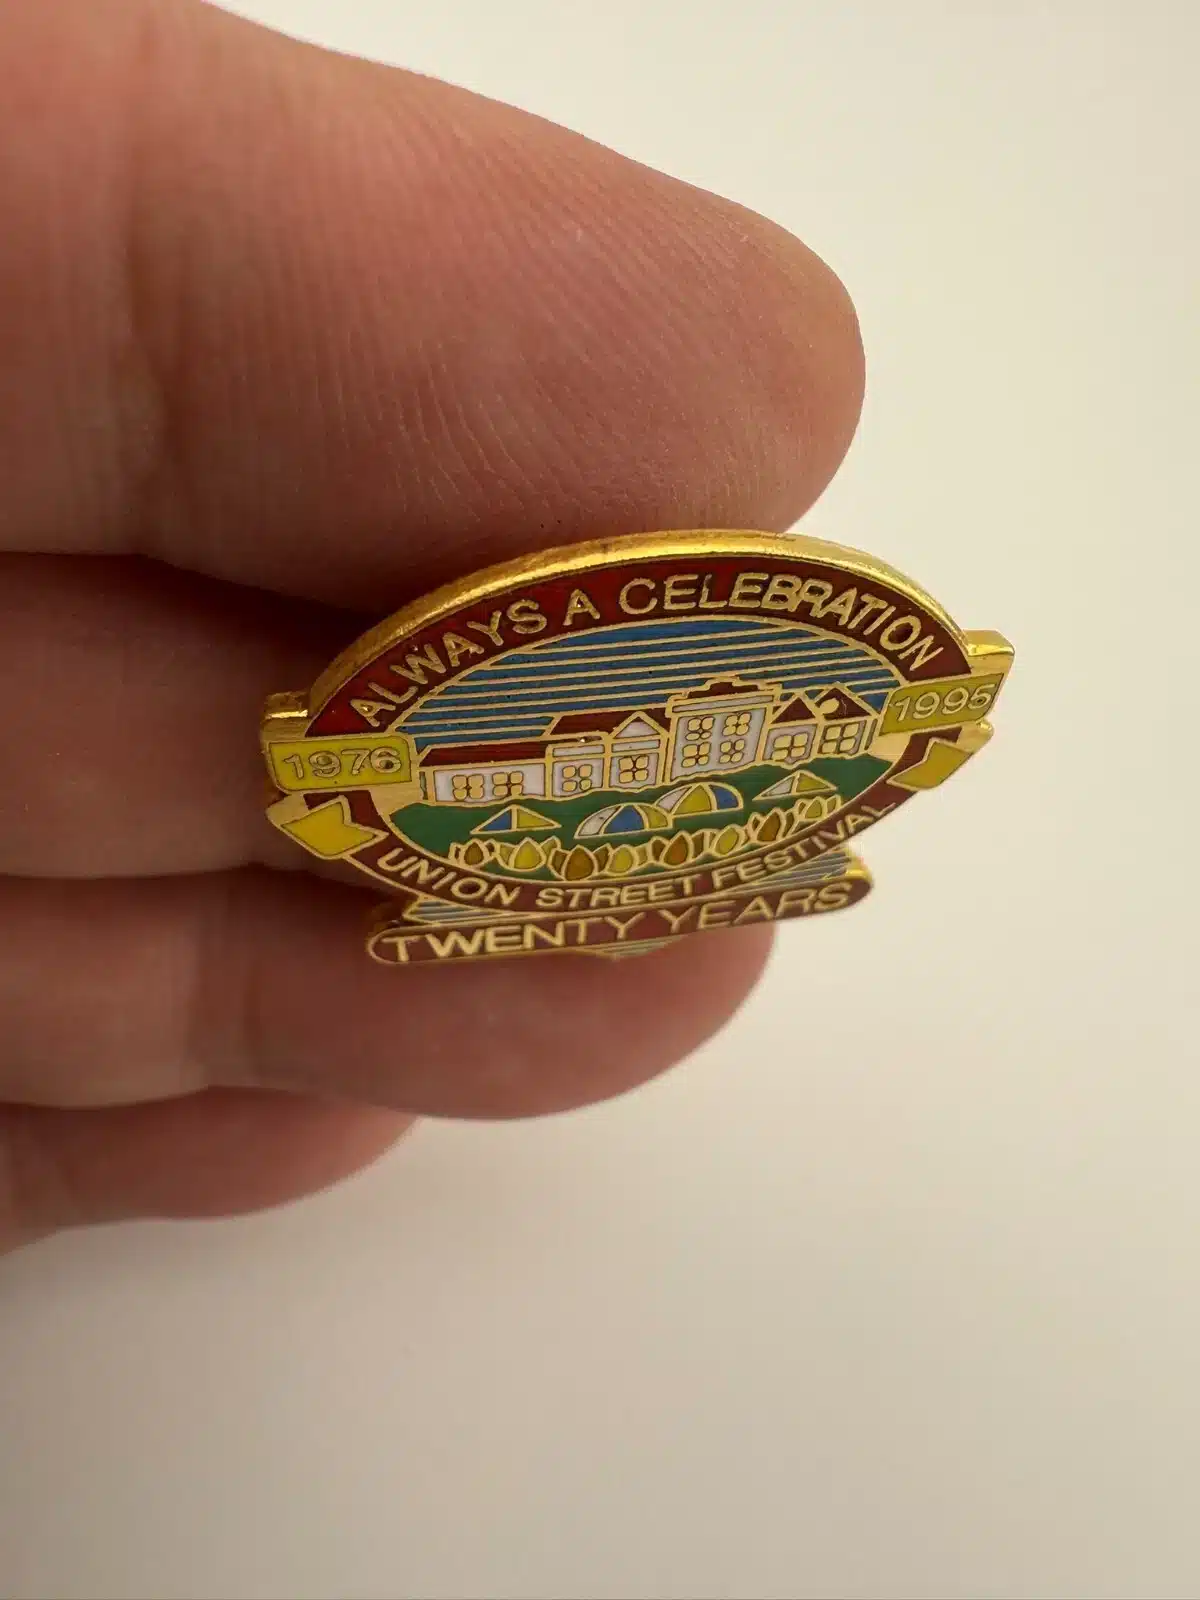 ALWAYS A CELEBRATION
1976
1995
UNION STREET FESTIVAL
TWENTY YEARS